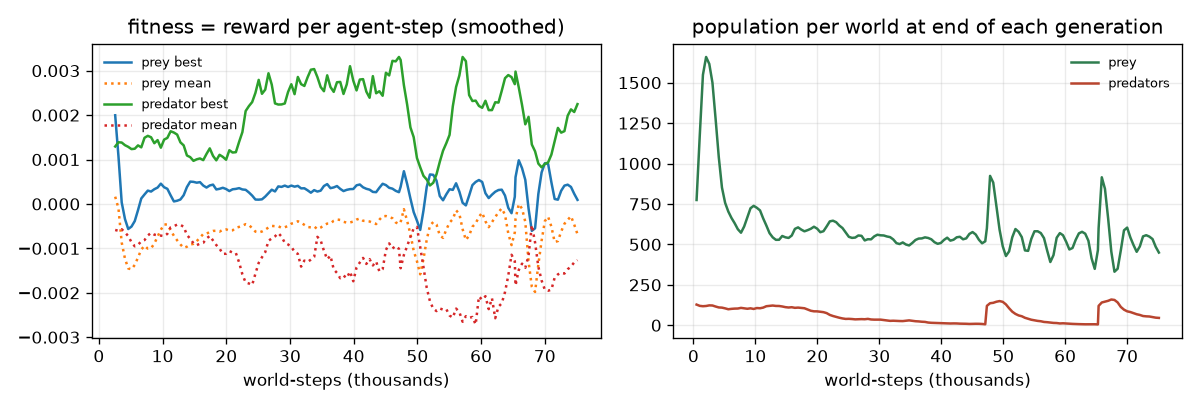 fitness = reward per agent-step (smoothed)
prey best
prey mean
predator best
predator mean
0.003
0.002
0.001
0.000
−0.001
−0.002
−0.003
0 10 20 30 40 50 60 70
world-steps (thousands)
population per world at end of each generation
prey
predators
1500
1250
1000
750
500
250
0
0 10 20 30 40 50 60 70
world-steps (thousands)